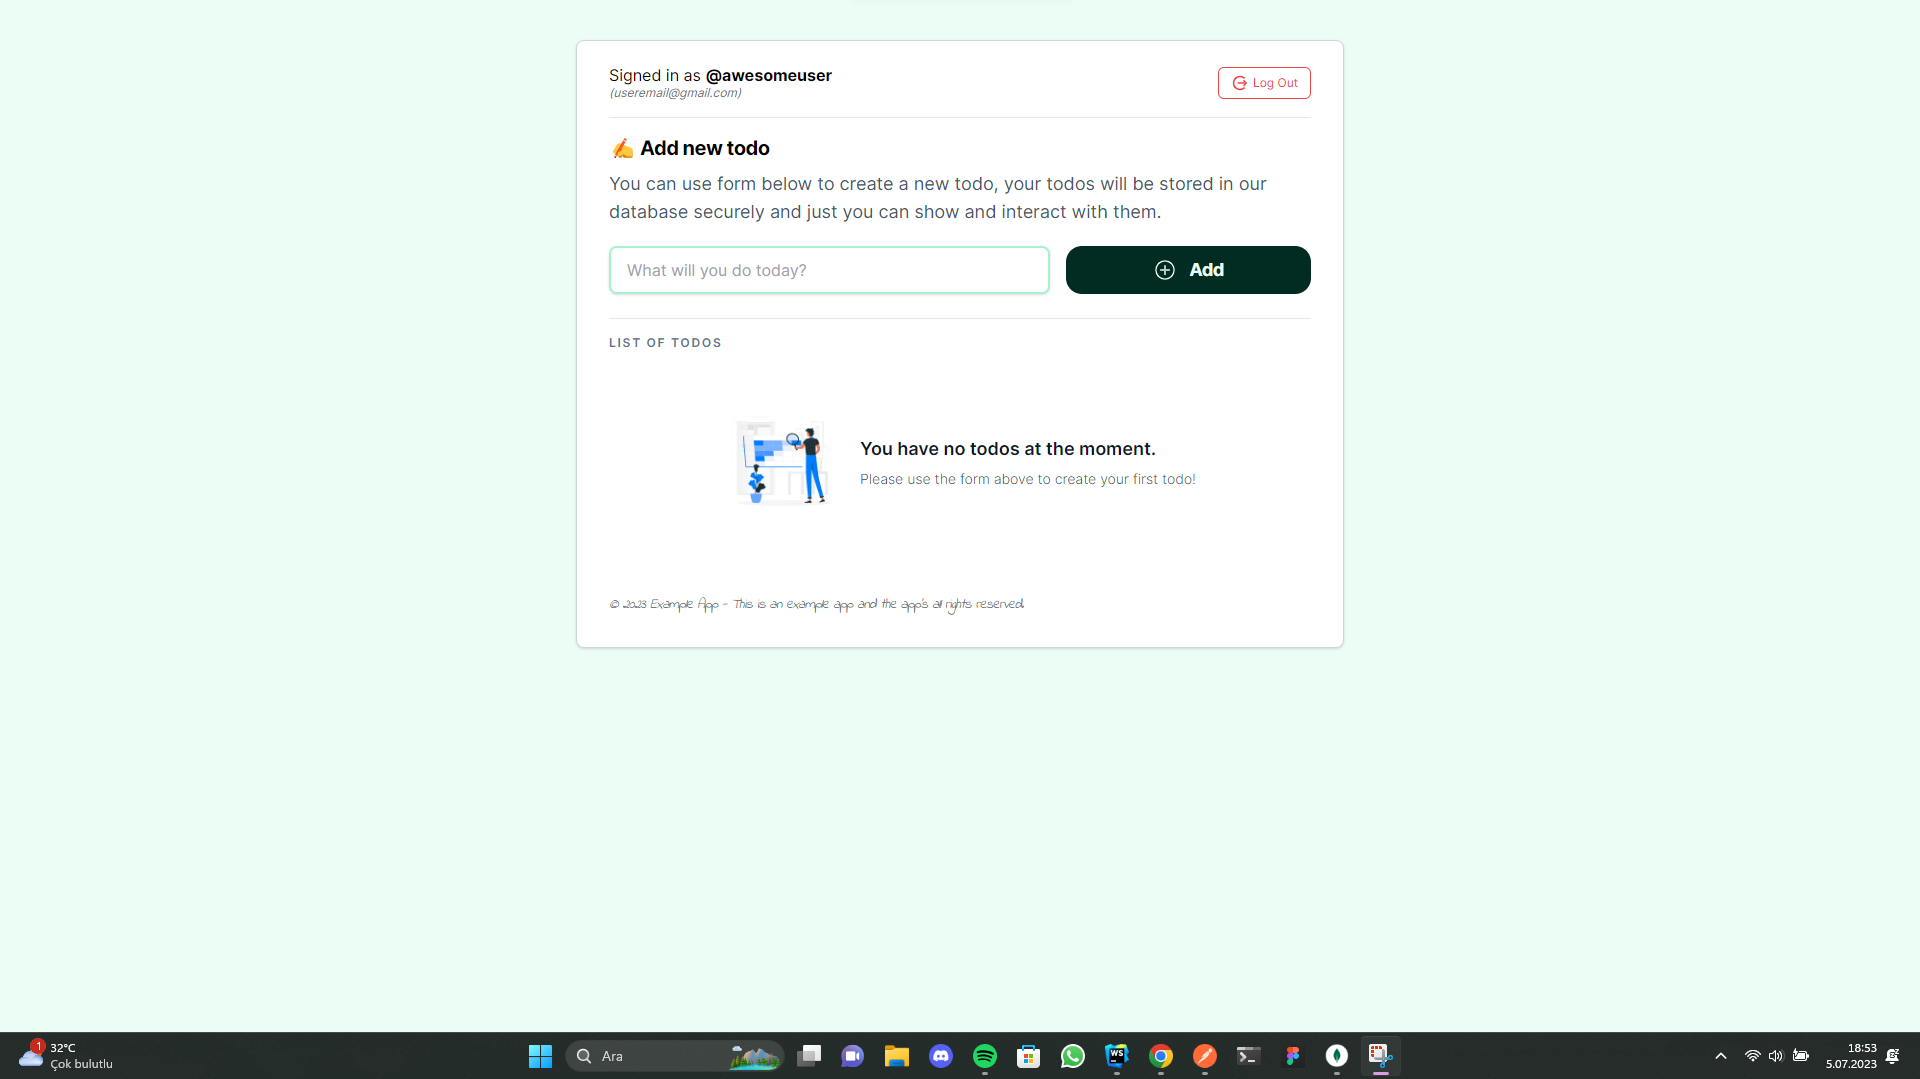 Signed in as @awesomeuser
(useremail@gmail.com)
Log Out
✍️ Add new todo
You can use form below to create a new todo, your todos will be stored in our
database securely and just you can show and interact with them.
What will you do today?
Add
LIST OF TODOS
You have no todos at the moment.
Please use the form above to create your first todo!
© 2023 Example App - This is an example app and the app's all rights reserved.
1
32°C
Çok bulutlu
Ara
WS
18:53
5.07.2023